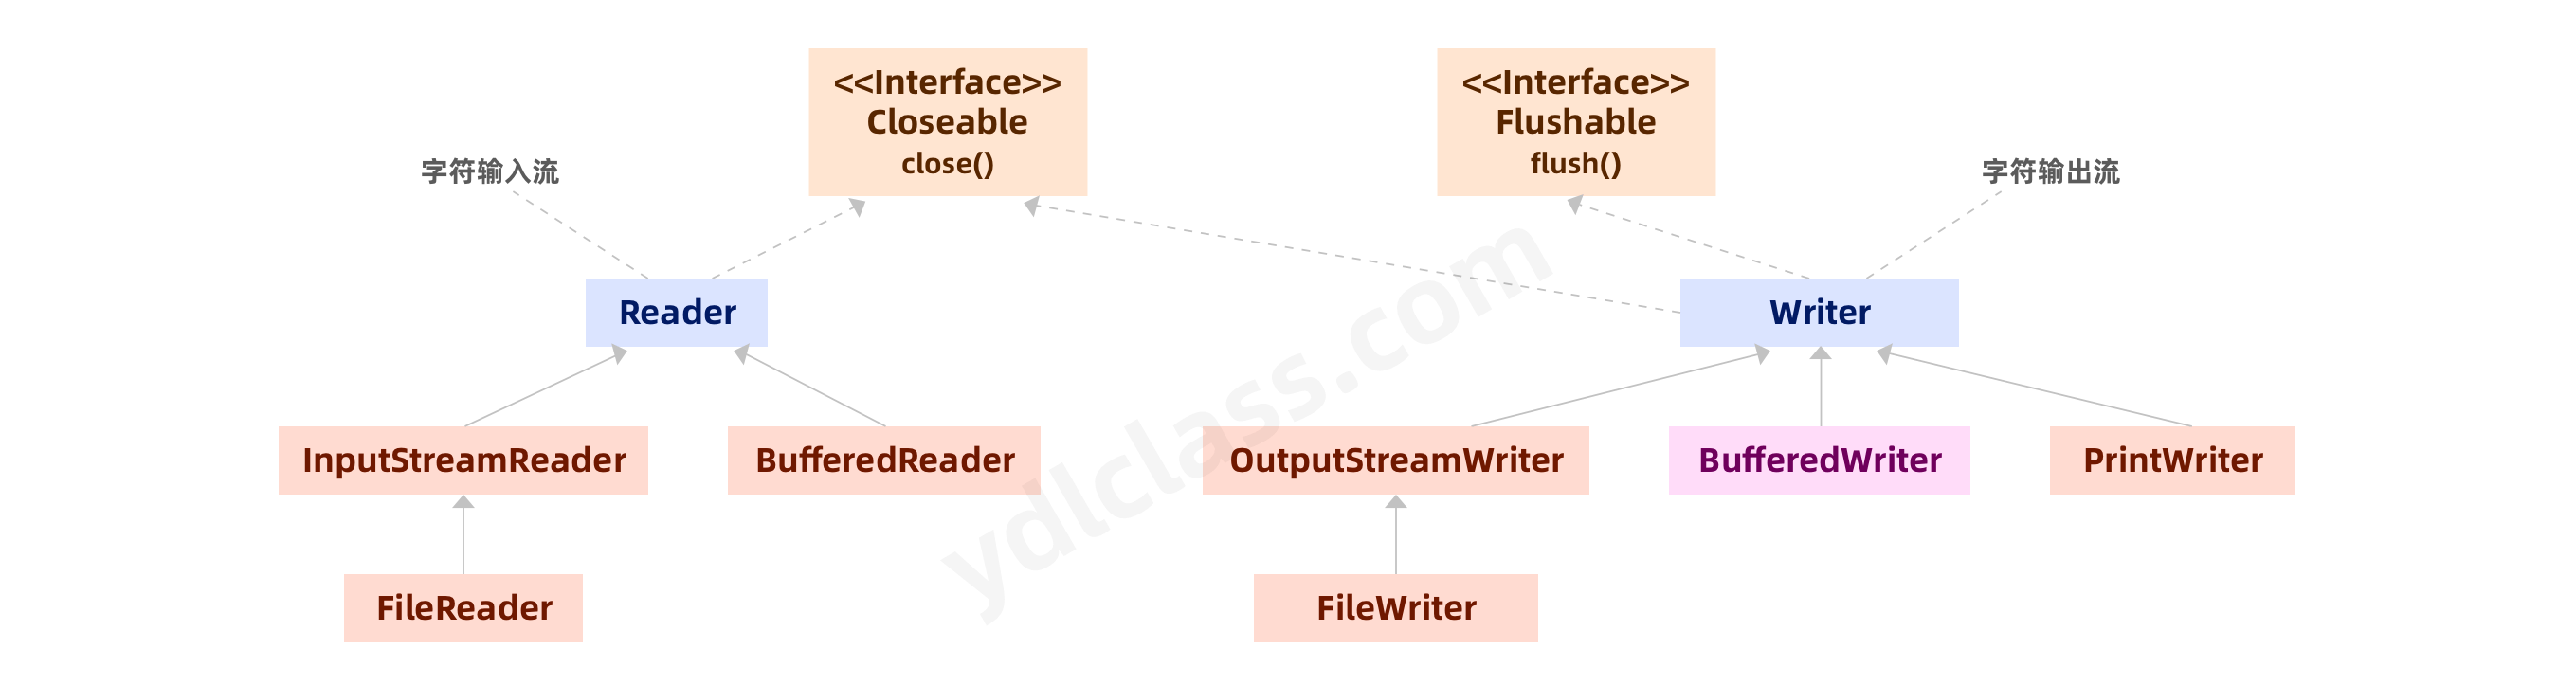 <<Interface>>
Closeable
close()
<<Interface>>
Flushable
flush()
字符输入流
字符输出流
Reader
Writer
InputStreamReader
BufferedReader
OutputStreamWriter
BufferedWriter
PrintWriter
FileReader
FileWriter
ydlclass.com